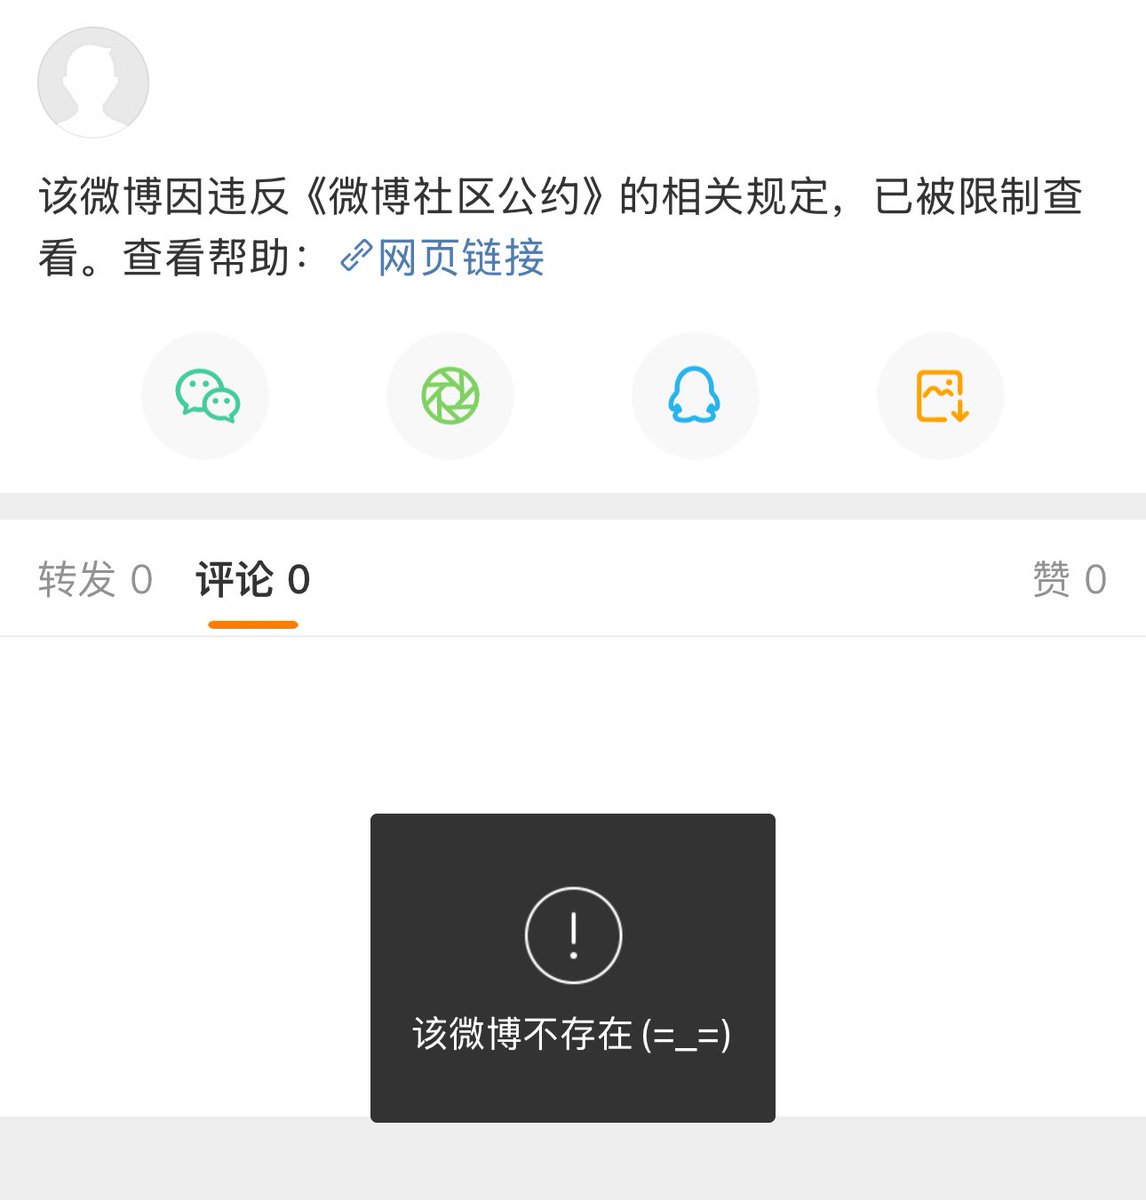 该微博因违反《微博社区公约》的相关规定，已被限制查
看。查看帮助：网页链接
转发 0 评论 0 赞 0
该微博不存在(=_=)